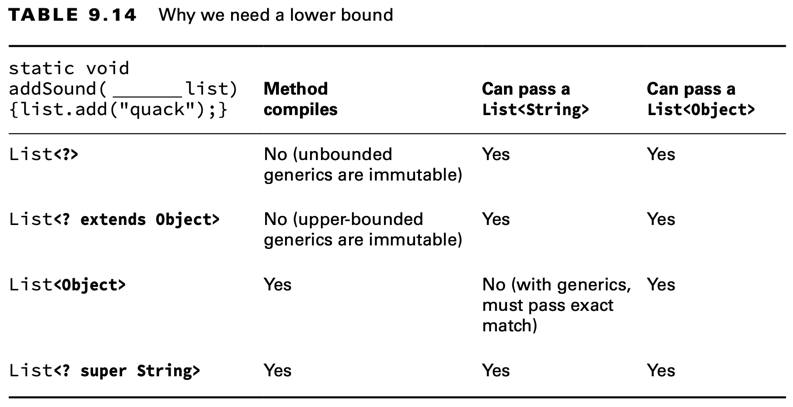 TABLE 9.14 Why we need a lower bound
static void
addSound( ______ list) Method Can pass a Can pass a
{list.add("quack");} compiles List<String> List<Object>
List<?> No (unbounded Yes Yes
generics are immutable)
List<? extends Object> No (upper-bounded Yes Yes
generics are immutable)
List<Object> Yes No (with generics, Yes
must pass exact
match)
List<? super String> Yes Yes Yes